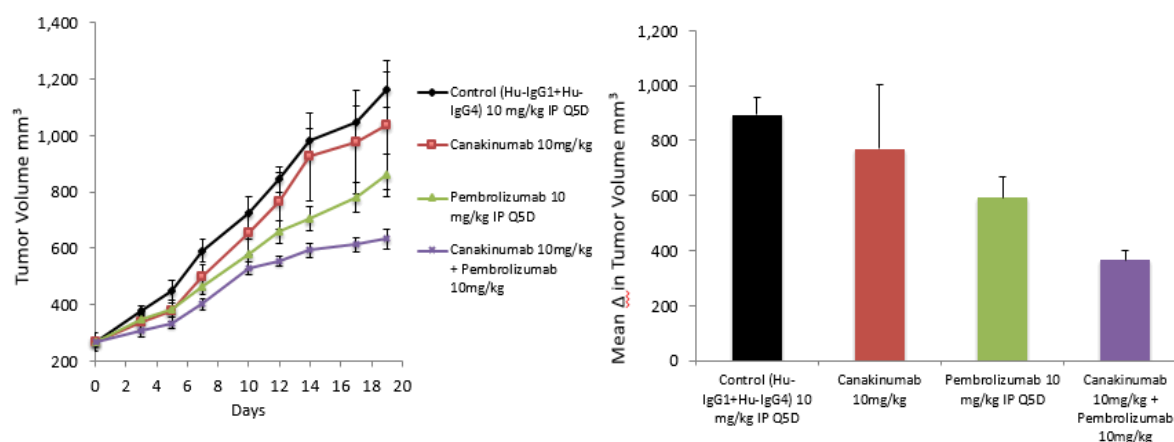 1,400
1,200
1,000
800
600
400
200
Tumor Volume mm³
0 2 4 6 8 10 12 14 16 18 20
Days
Control (Hu-IgG1+Hu-
IgG4) 10 mg/kg IP Q5D
Canakinumab 10mg/kg
Pembrolizumab 10
mg/kg IP Q5D
Canakinumab 10mg/kg
+ Pembrolizumab
10mg/kg
1,200
1,000
800
600
400
200
0
Mean Δ in Tumor Volume mm³
Control (Hu-
IgG1+Hu-IgG4) 10
mg/kg IP Q5D
Canakinumab
10mg/kg
Pembrolizumab 10
mg/kg IP Q5D
Canakinumab
10mg/kg +
Pembrolizumab
10mg/kg